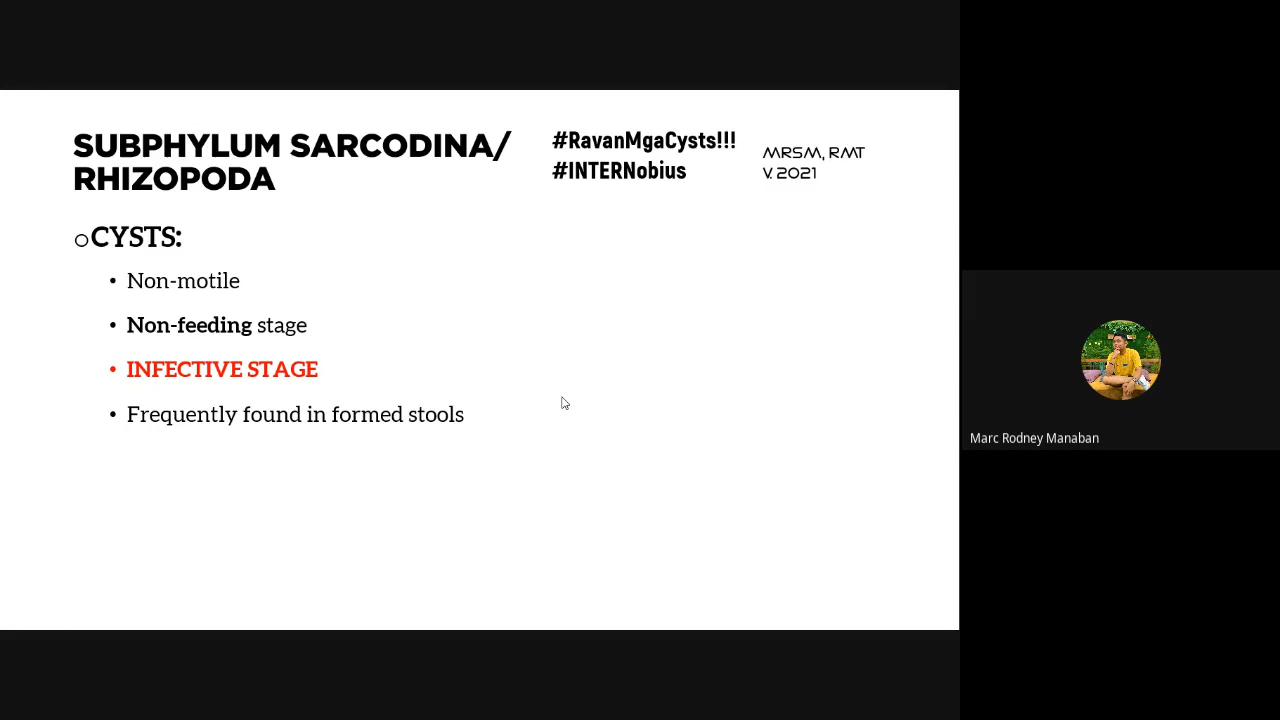 SUBPHYLUM SARCODINA/
RHIZOPODA
#RavanMgaCysts!!!
#INTERNobius
MRSM, RMT
V. 2021
CYSTS:
• Non-motile
• Non-feeding stage
• INFECTIVE STAGE
• Frequently found in formed stools
Marc Rodney Manaban